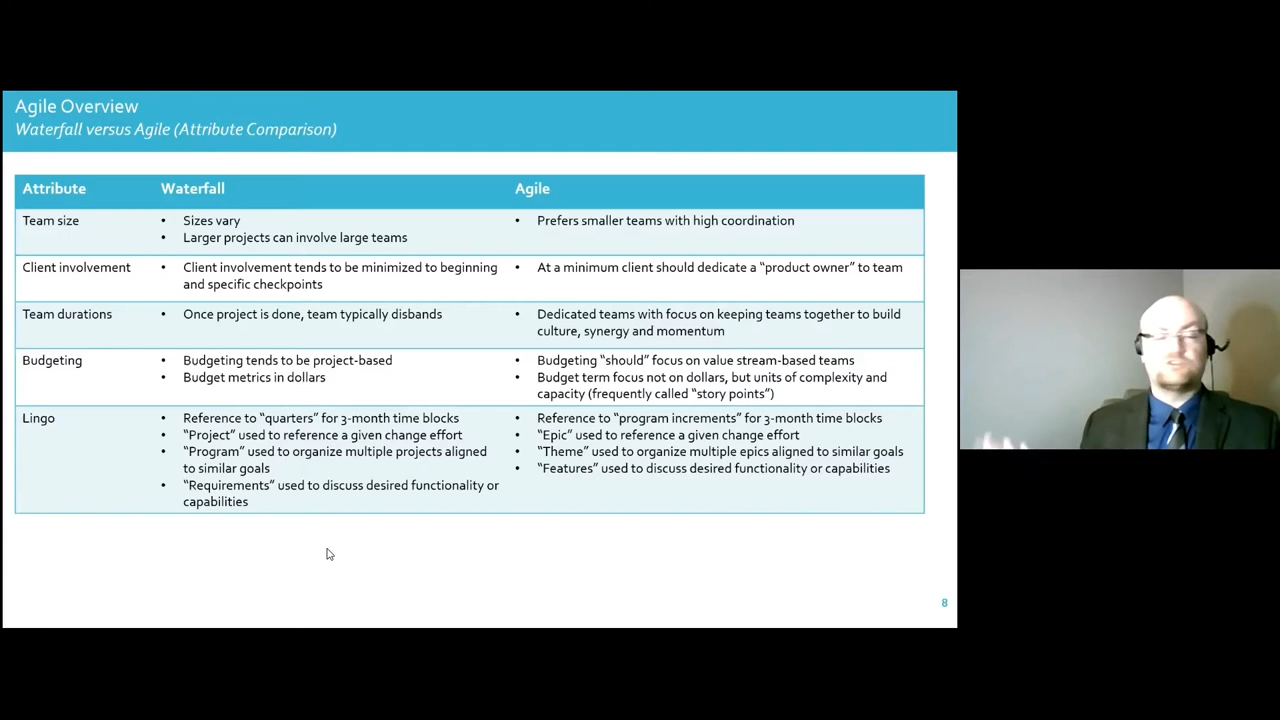 Agile Overview
Waterfall versus Agile (Attribute Comparison)
Attribute Waterfall Agile
Team size
• Sizes vary
• Larger projects can involve large teams
• Prefers smaller teams with high coordination
Client involvement
• Client involvement tends to be minimized to beginning
and specific checkpoints
• At a minimum client should dedicate a “product owner” to team
Team durations
• Once project is done, team typically disbands
• Dedicated teams with focus on keeping teams together to build
culture, synergy and momentum
Budgeting
• Budgeting tends to be project-based
• Budget metrics in dollars
• Budgeting “should” focus on value stream-based teams
• Budget term focus not on dollars, but units of complexity and
capacity (frequently called “story points”)
Lingo
• Reference to “quarters” for 3-month time blocks
• “Project” used to reference a given change effort
• “Program” used to organize multiple projects aligned
to similar goals
• “Requirements” used to discuss desired functionality or
capabilities
• Reference to “program increments” for 3-month time blocks
• “Epic” used to reference a given change effort
• “Theme” used to organize multiple epics aligned to similar goals
• “Features” used to discuss desired functionality or capabilities
8